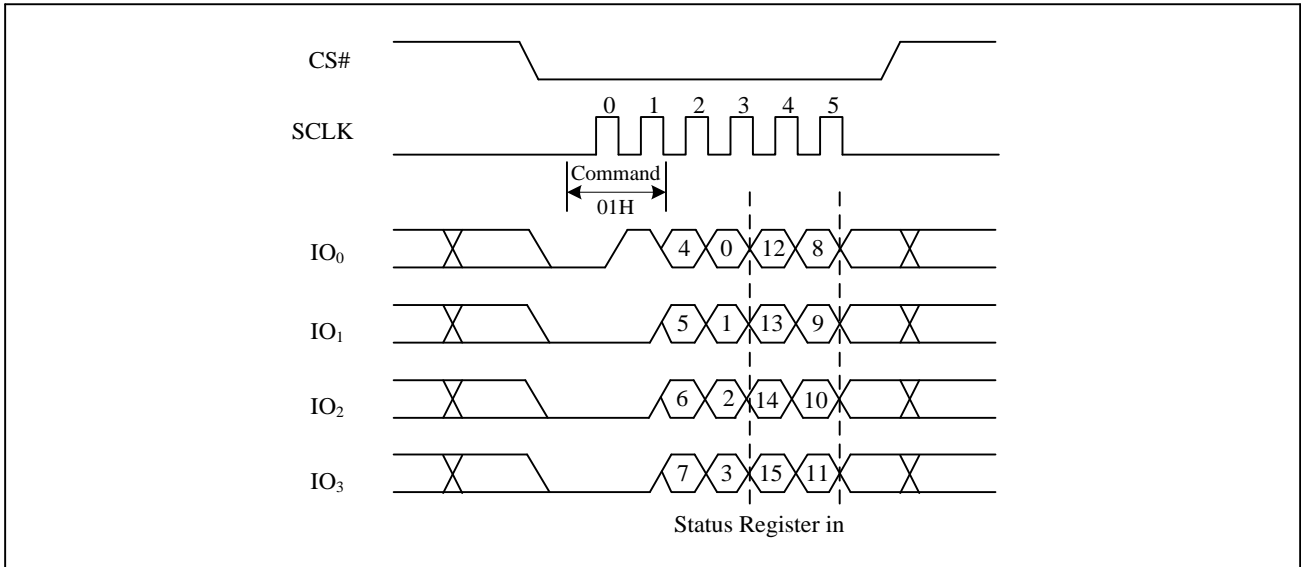 CS#
0 1 2 3 4 5
SCLK
Command
01H
IO0 4 0 12 8
IO1 5 1 13 9
IO2 6 2 14 10
IO3 7 3 15 11
Status Register in